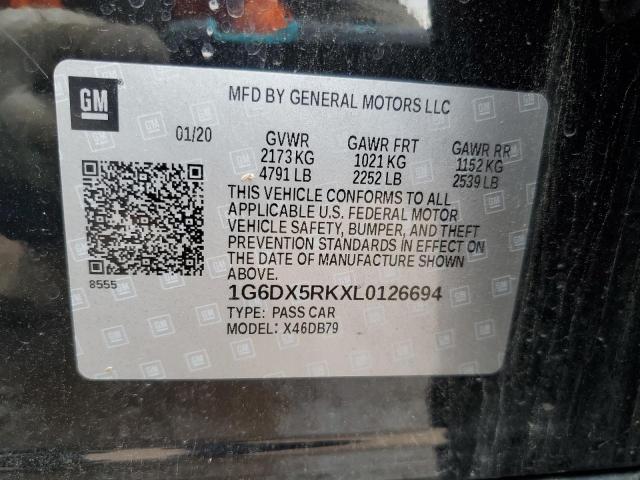 GM
MFD BY GENERAL MOTORS LLC
01/20 GVWR GAWR FRT GAWR RR
2173 KG 1021 KG 1152 KG
4791 LB 2252 LB 2539 LB
THIS VEHICLE CONFORMS TO ALL
APPLICABLE U.S. FEDERAL MOTOR
VEHICLE SAFETY, BUMPER, AND THEFT
PREVENTION STANDARDS IN EFFECT ON
THE DATE OF MANUFACTURE SHOWN
ABOVE.
8555
1G6DX5RKXL0126694
TYPE: PASS CAR
MODEL: X46DB79